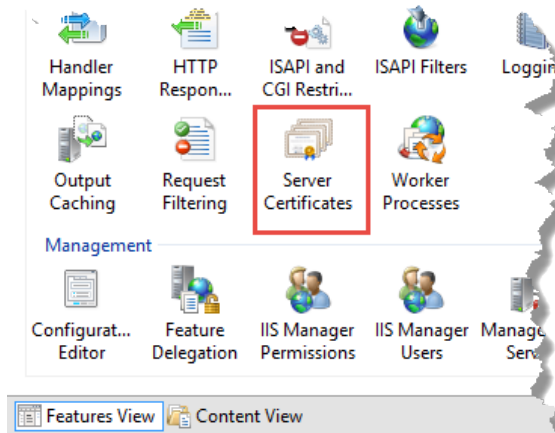 Handler Mappings
HTTP Respon...
ISAPI and CGI Restri...
ISAPI Filters
Output Caching
Request Filtering
Server Certificates
Worker Processes
Management
Configurat... Editor
Feature Delegation
IIS Manager Permissions
IIS Manager Users
Features View
Content View